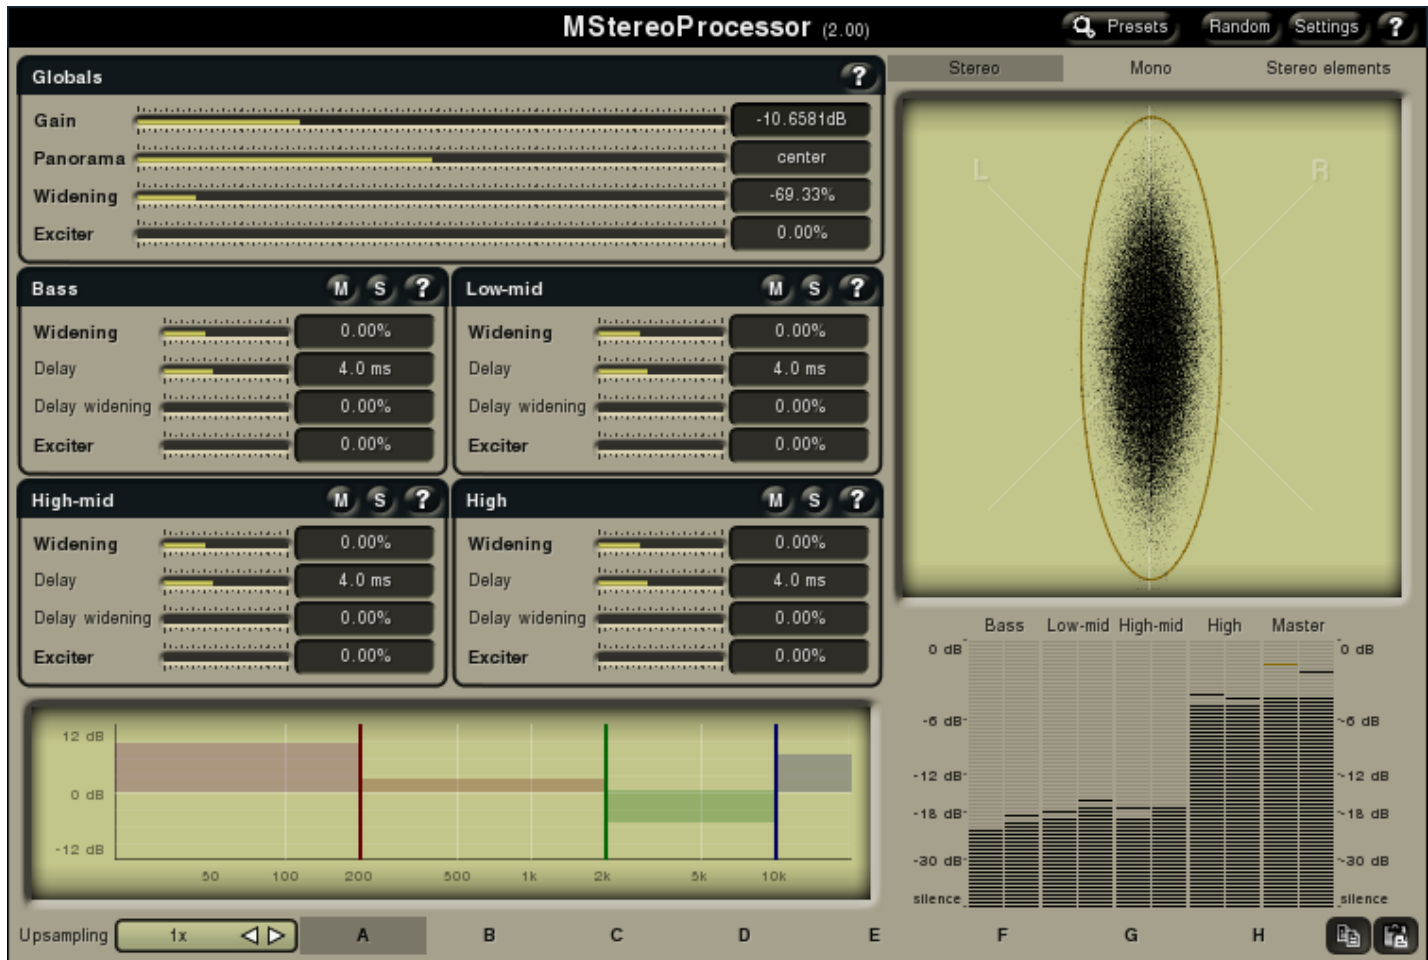 MStereoProcessor (2.00)
Presets
Random
Settings
?
Globals
?
Gain
-10.6581dB
Panorama
center
Widening
-69.33%
Exciter
0.00%
Bass
M S ?
Widening
0.00%
Delay
4.0 ms
Delay widening
0.00%
Exciter
0.00%
Low-mid
M S ?
Widening
0.00%
Delay
4.0 ms
Delay widening
0.00%
Exciter
0.00%
High-mid
M S ?
Widening
0.00%
Delay
4.0 ms
Delay widening
0.00%
Exciter
0.00%
High
M S ?
Widening
0.00%
Delay
4.0 ms
Delay widening
0.00%
Exciter
0.00%
12 dB
0 dB
-12 dB
50 100 200 500 1k 2k 5k 10k
Stereo Mono Stereo elements
L R
Bass Low-mid High-mid High Master
0 dB 0 dB
-6 dB -6 dB
-12 dB -12 dB
-18 dB -18 dB
-30 dB -30 dB
silence silence
Upsampling 1x A B C D E F G H